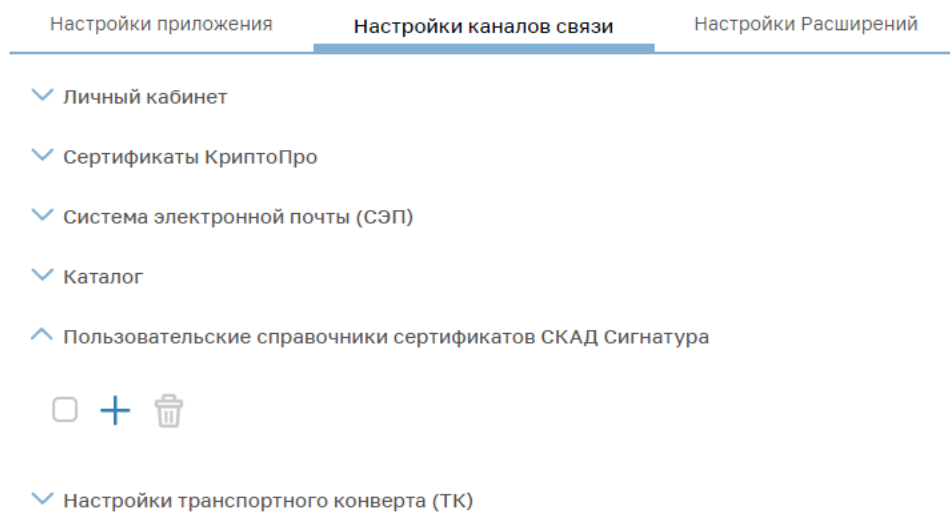 Настройки приложения Настройки каналов связи Настройки Расширений
Личный кабинет
Сертификаты КриптоПро
Система электронной почты (СЭП)
Каталог
Пользовательские справочники сертификатов СКАД Сигнатура
Настройки транспортного конверта (ТК)